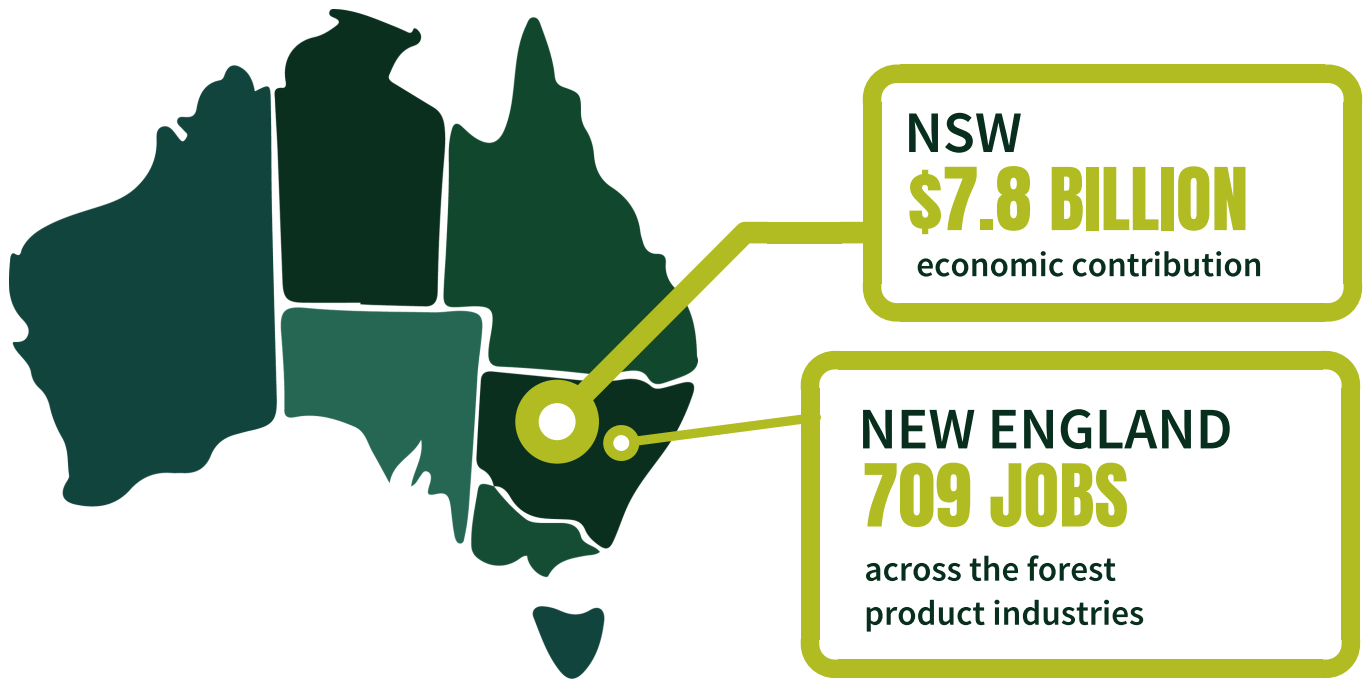 NSW
$7.8 BILLION
economic contribution
NEW ENGLAND
709 JOBS
across the forest
product industries